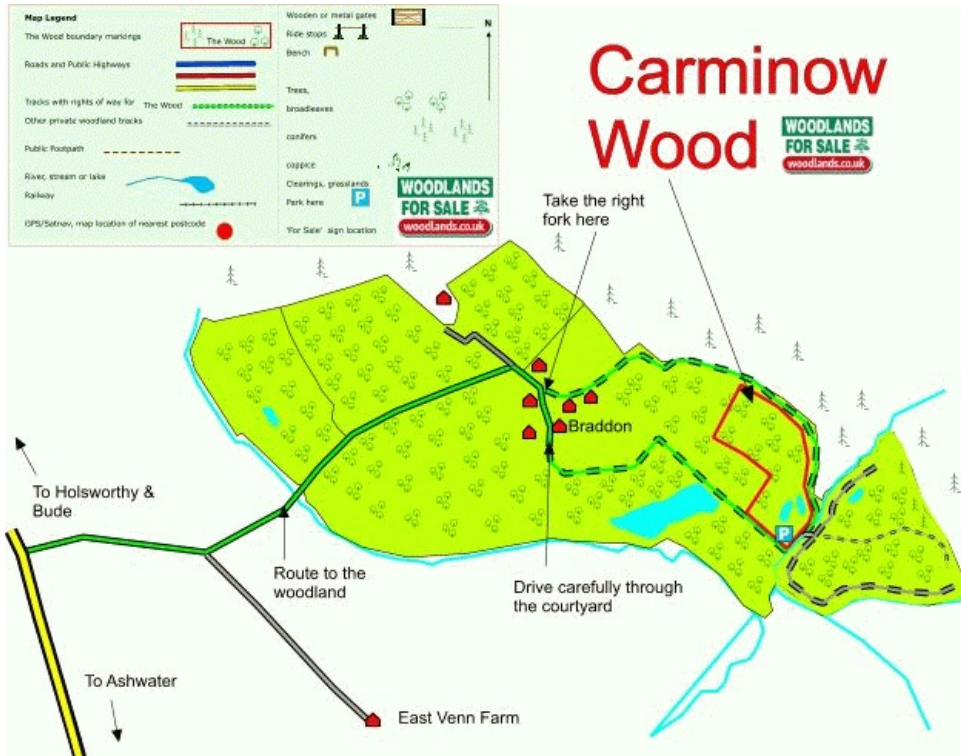 Map Legend
The Wood boundary markings
The Wood
Roads and Public Highways
Tracks with rights of way for The Wood
Other private woodland tracks
Public Footpath
River, stream or lake
Railway
GPS/Satnav, map location of nearest postcode
Wooden or metal gates
Ride stops
Bench
Trees,
broadleaves
conifers
coppice
Clearings, grasslands
Park here
P
'For Sale' sign location
N
WOODLANDS
FOR SALE
woodlands.co.uk
Carminow
Wood
WOODLANDS
FOR SALE
woodlands.co.uk
Take the right
fork here
Braddon
P
To Holsworthy &
Bude
Route to the
woodland
Drive carefully through
the courtyard
To Ashwater
East Venn Farm